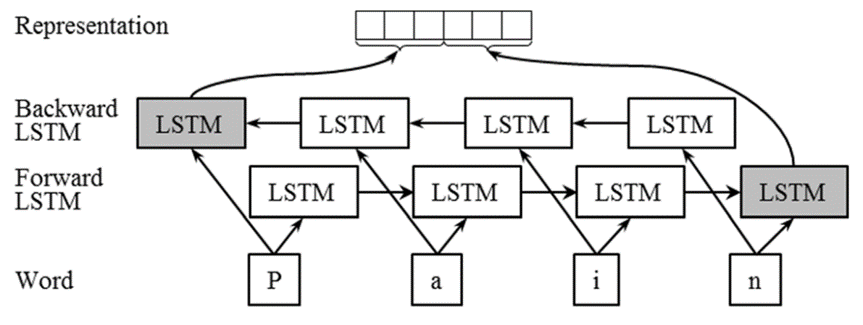 Representation
Backward
LSTM
LSTM LSTM LSTM LSTM
Forward
LSTM
LSTM LSTM LSTM LSTM
Word
P a i n